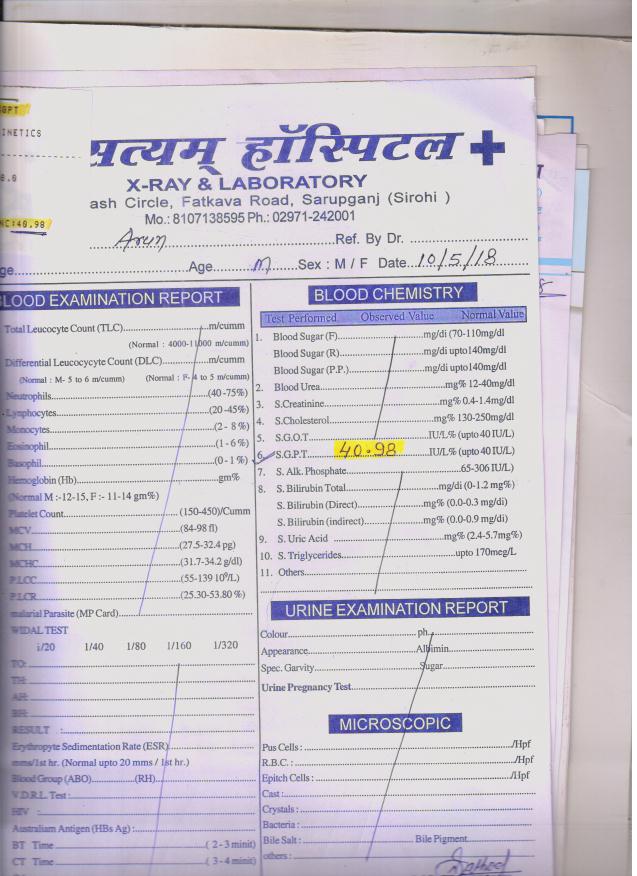 GPT
INETICS
8.0
NC:40.98
सत्यम् हॉस्पिटल +
X-RAY & LABORATORY
ash Circle, Fatkava Road, Sarupganj (Sirohi )
Mo.: 8107138595 Ph.: 02971-242001
Arun Ref. By Dr.
ge Age M Sex : M / F Date 10/5/18
LOOD EXAMINATION REPORT
Total Leucocyte Count (TLC) m/cumm
(Normal : 4000-11000 m/cumm)
Differential Leucocycyte Count (DLC) m/cumm
(Normal : M- 5 to 6 m/cumm) (Normal : F- 4 to 5 m/cumm)
Neutrophils (40-75%)
Lymphocytes (20-45%)
Monocytes (2- 8%)
Eosinophil (1- 6%)
Basophil (0-1%)
Hemoglobin (Hb) gm%
(Normal M :-12-15, F :- 11-14 gm%)
Platelet Count (150-450)/Cumm
MCV (84-98 fl)
MCH (27.5-32.4 pg)
MCHC (31.7-34.2 g/dl)
P.LCC (55-139 10⁹/L)
P.LCR (25.30-53.80 %)
malarial Parasite (MP Card)
WIDAL TEST
i/20 1/40 1/80 1/160 1/320
TO:
TH:
AH:
BH:
RESULT :
Erythropyte Sedimentation Rate (ESR)
mms/1st hr. (Normal upto 20 mms / 1st hr.)
Blood Group (ABO) (RH)
V.D.R.L. Test :
HIV :
Australiam Antigen (HBs Ag) :
BT Time ( 2 - 3 minit)
CT Time ( 3 - 4 minit)
BLOOD CHEMISTRY
Test Performed Observed Value Normal Value
1. Blood Sugar (F) mg/di (70-110mg/dl
Blood Sugar (R) mg/di upto140mg/dl
Blood Sugar (P.P.) mg/di upto140mg/dl
2. Blood Urea mg% 12-40mg/dl
3. S.Creatinine mg% 0.4-1.4mg/dl
4. S.Cholesterol mg% 130-250mg/dl
5. S.G.O.T IU/L% (upto 40 IU/L)
6. S.G.P.T. 40.98 IU/L% (upto 40 IU/L)
7. S. Alk. Phosphate 65-306 IU/L)
8. S. Bilirubin Total mg/di (0-1.2 mg%)
S. Bilirubin (Direct) mg% (0.0-0.3 mg/di)
S. Bilirubin (indirect) mg% (0.0-0.9 mg/di)
9. S. Uric Acid mg% (2.4-5.7mg%)
10. S. Triglycerides upto 170meg/L
11. Others
URINE EXAMINATION REPORT
Colour ph
Appearance Albimin
Spec. Garvity Sugar
Urine Pregnancy Test
MICROSCOPIC
Pus Cells : /Hpf
R.B.C. : /Hpf
Epitch Cells : /Hpf
Cast :
Crystals :
Bacteria :
Bile Salt : Bile Pigment
others :